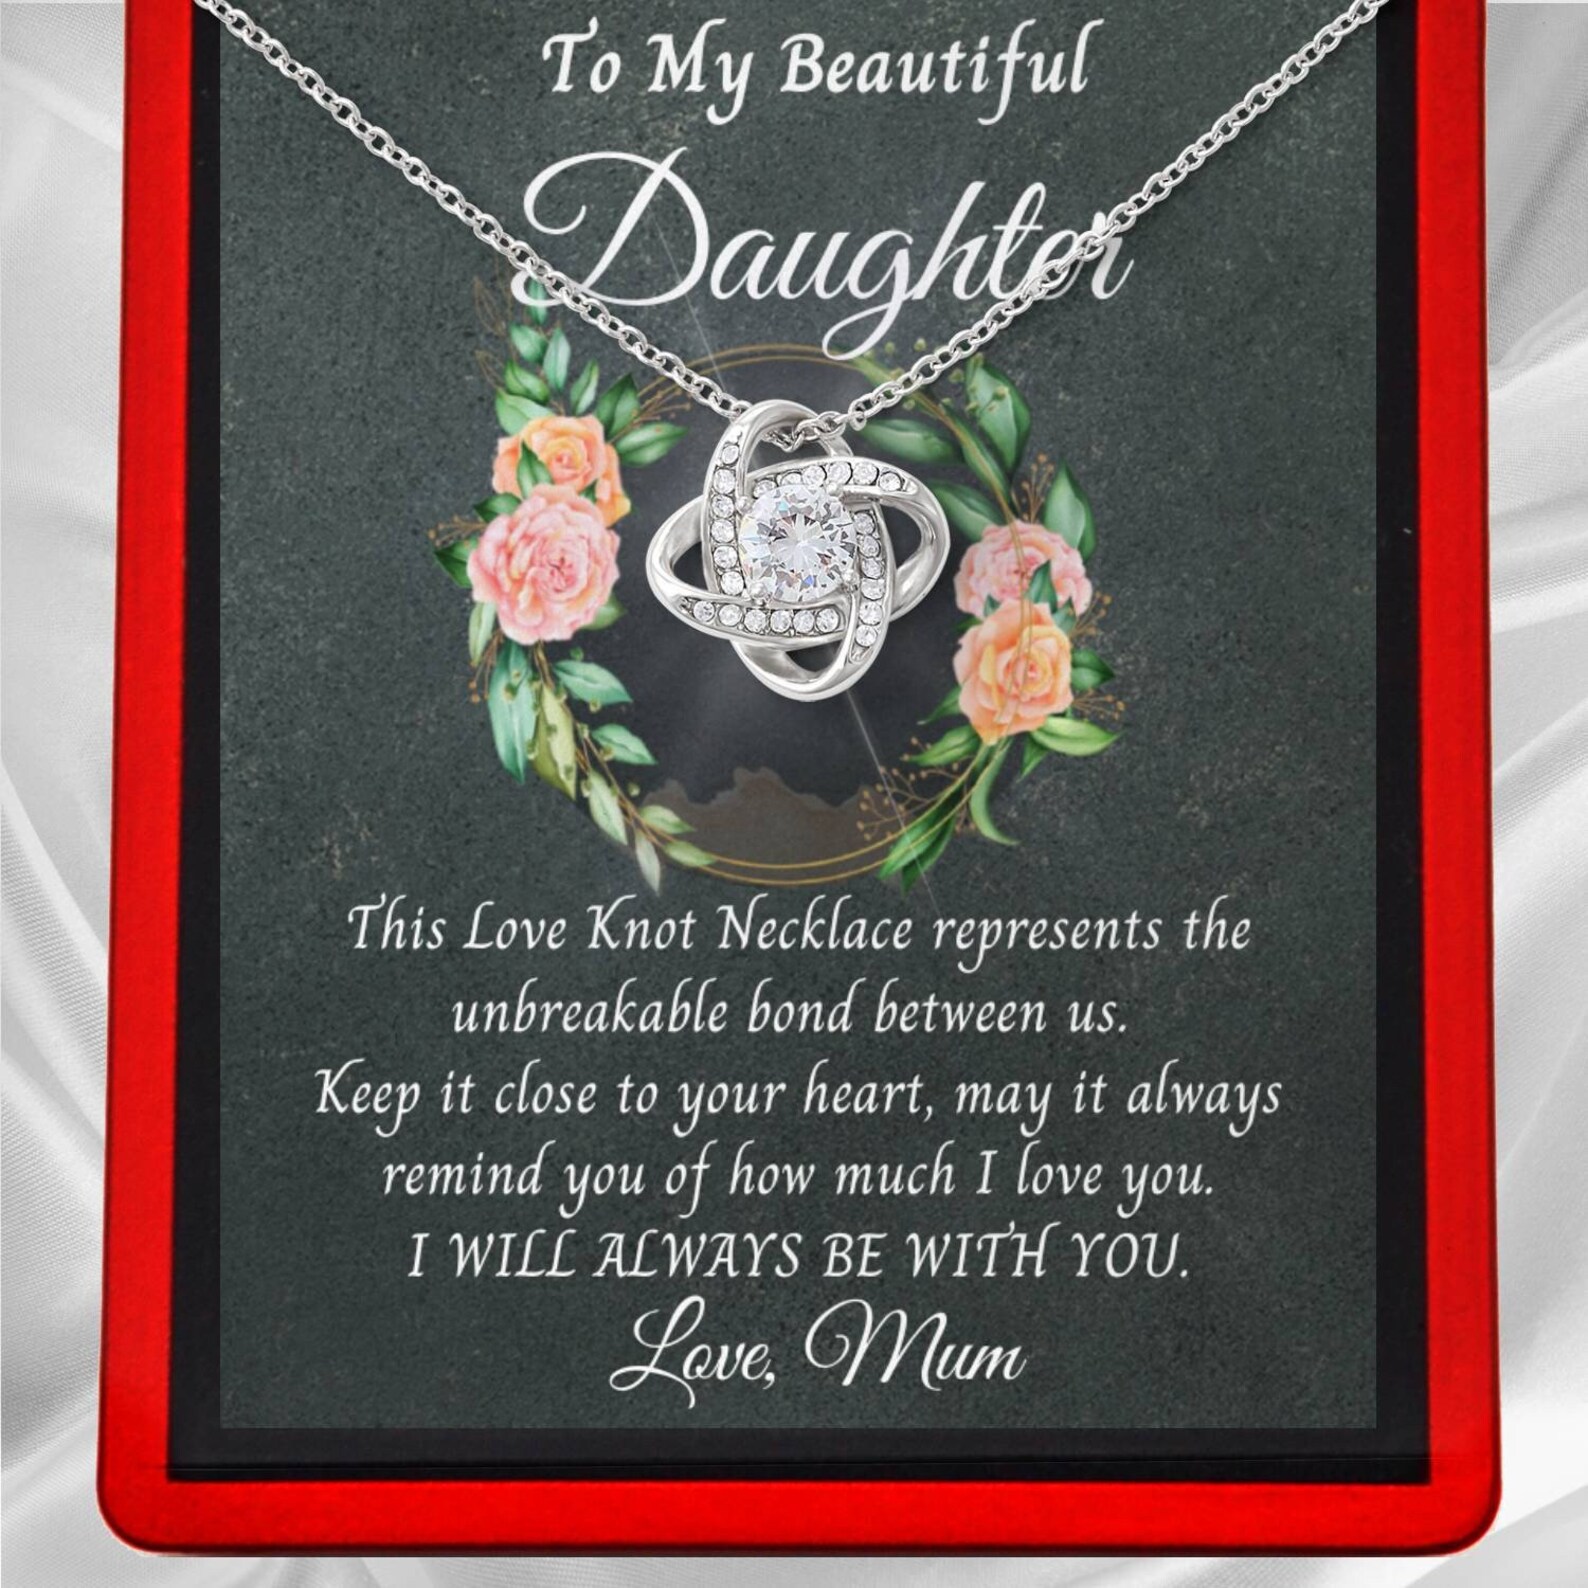 To My Beautiful
Daughter
This Love Knot Necklace represents the
unbreakable bond between us.
Keep it close to your heart, may it always
remind you of how much I love you.
I WILL ALWAYS BE WITH YOU.
Love, Mum